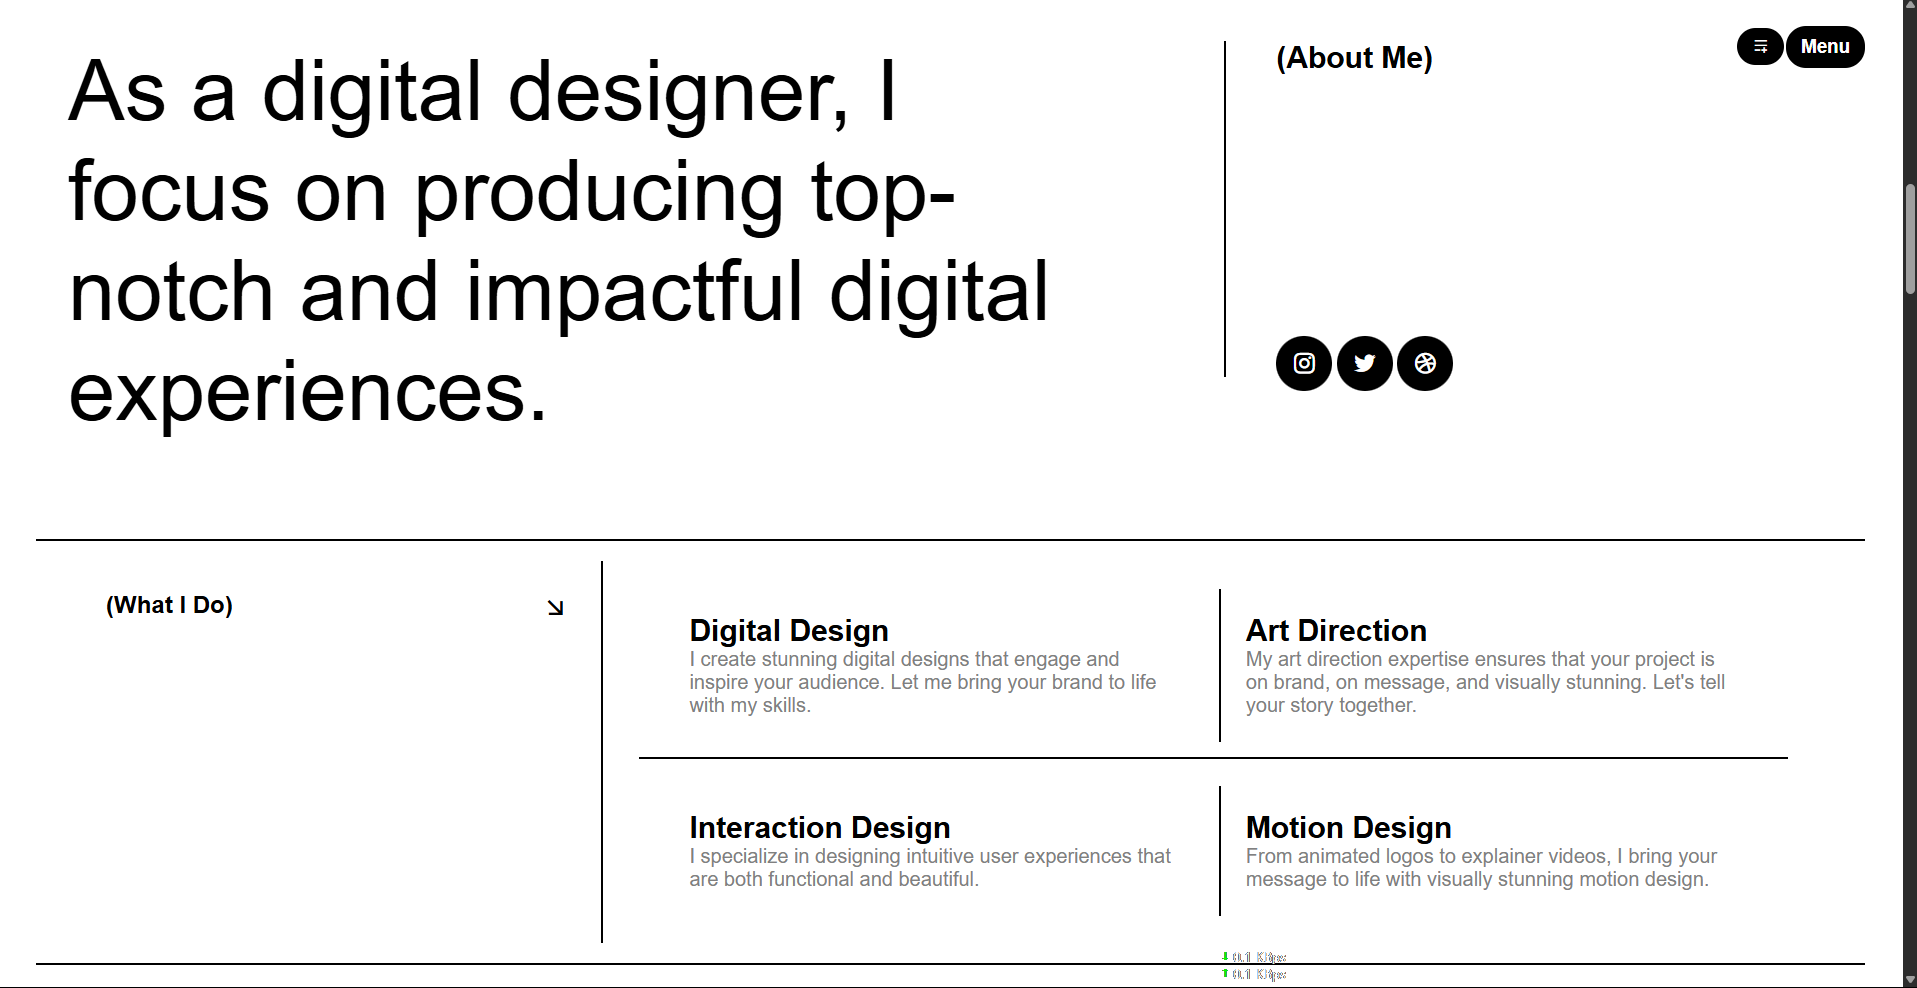 As a digital designer, I
focus on producing top-
notch and impactful digital
experiences.
(About Me)
Menu
(What I Do)
Digital Design
I create stunning digital designs that engage and
inspire your audience. Let me bring your brand to life
with my skills.
Art Direction
My art direction expertise ensures that your project is
on brand, on message, and visually stunning. Let's tell
your story together.
Interaction Design
I specialize in designing intuitive user experiences that
are both functional and beautiful.
Motion Design
From animated logos to explainer videos, I bring your
message to life with visually stunning motion design.